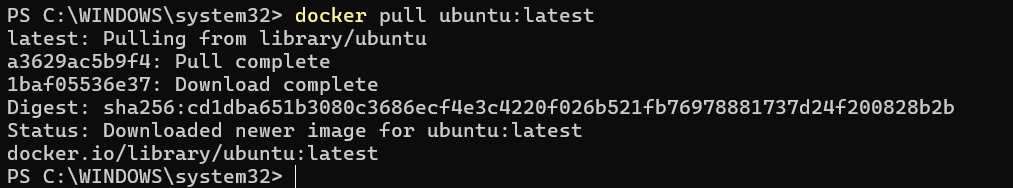 PS C:\WINDOWS\system32> docker pull ubuntu:latest
latest: Pulling from library/ubuntu
a3629ac5b9f4: Pull complete
1baf05536e37: Download complete
Digest: sha256:cd1dba651b3080c3686ecf4e3c4220f026b521fb76978881737d24f200828b2b
Status: Downloaded newer image for ubuntu:latest
docker.io/library/ubuntu:latest
PS C:\WINDOWS\system32>